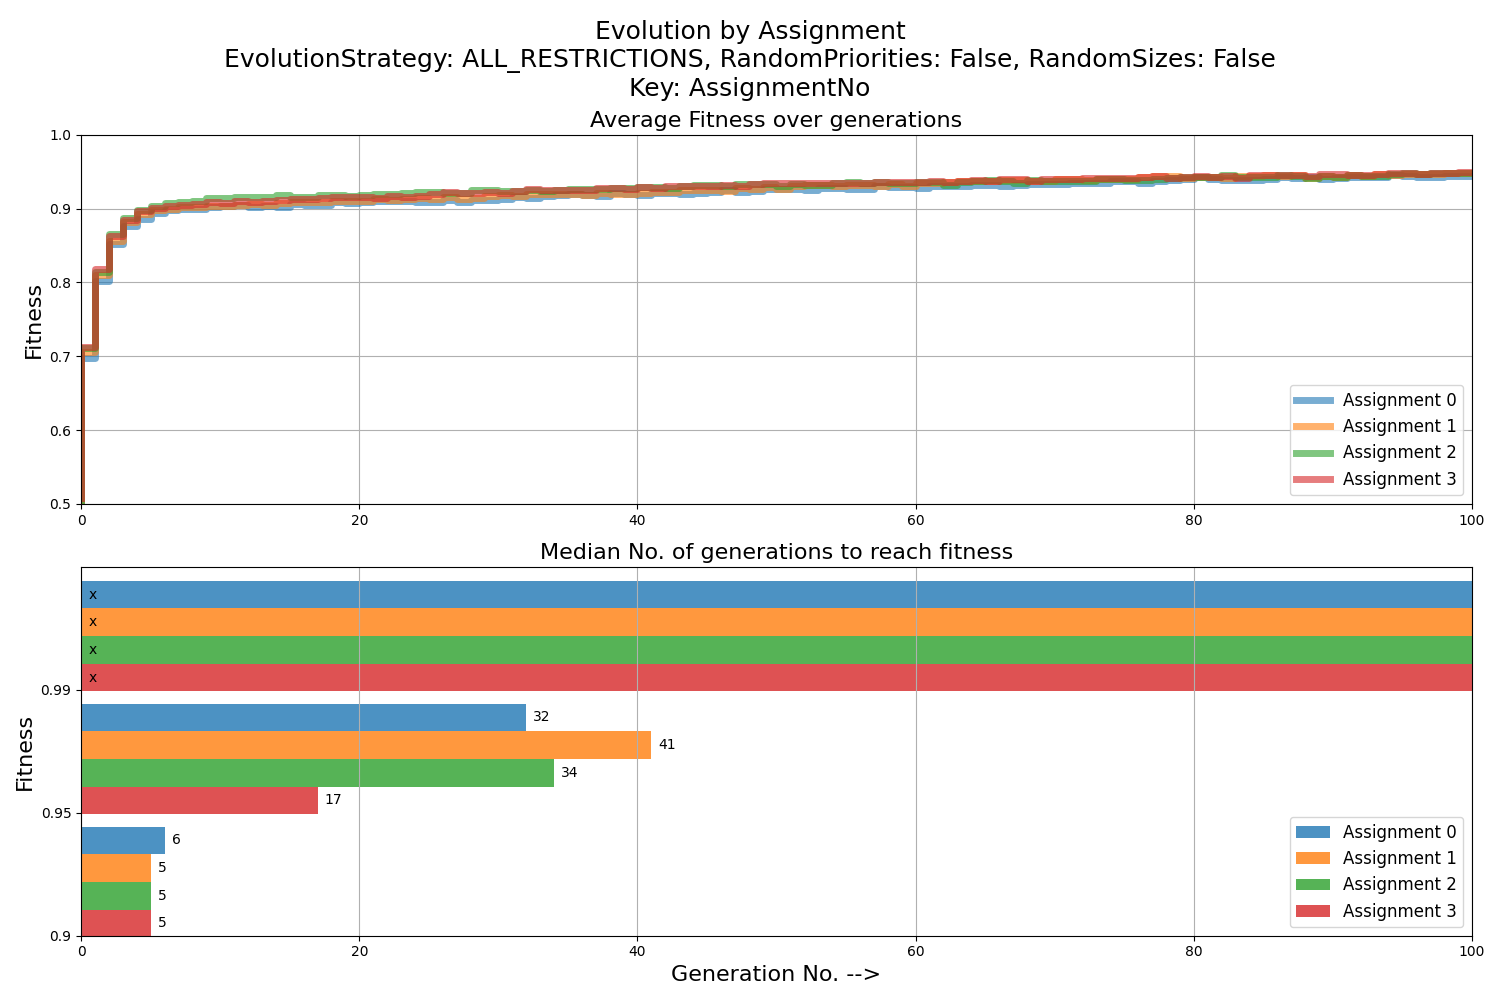 Evolution by Assignment
EvolutionStrategy: ALL_RESTRICTIONS, RandomPriorities: False, RandomSizes: False
Key: AssignmentNo
Average Fitness over generations
Fitness
1.0
0.9
0.8
0.7
0.6
0.5
0 20 40 60 80 100
Assignment 0
Assignment 1
Assignment 2
Assignment 3
Median No. of generations to reach fitness
Fitness
x
x
x
x
0.99
32
41
34
17
0.95
6
5
5
5
0.9
Assignment 0
Assignment 1
Assignment 2
Assignment 3
0 20 40 60 80 100
Generation No. -->